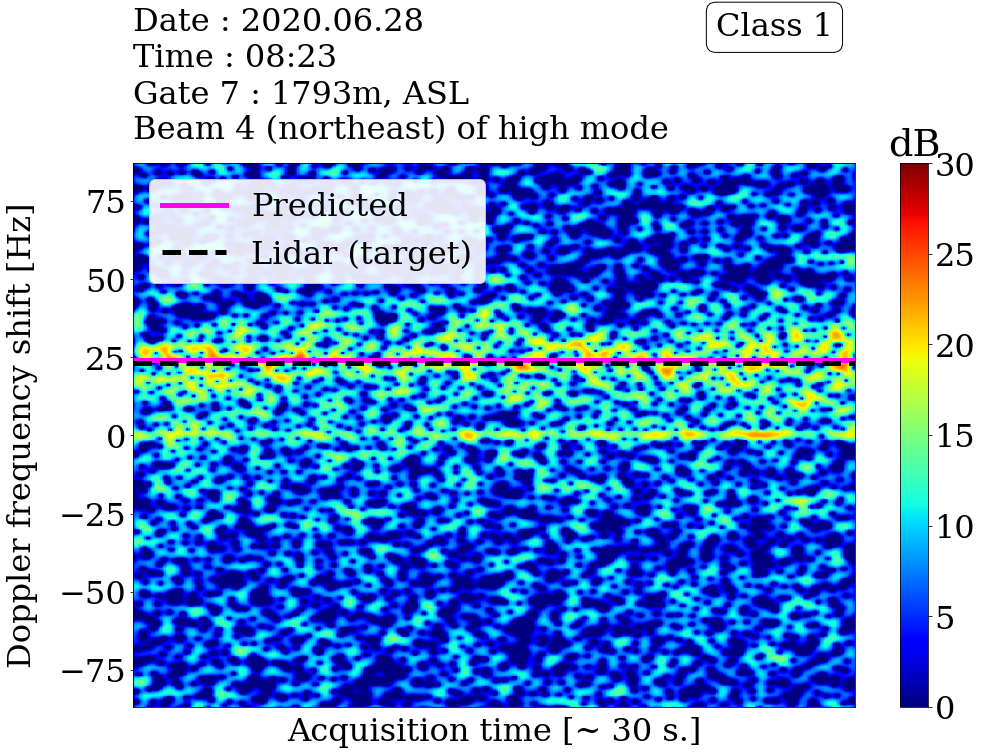 Date : 2020.06.28
Time : 08:23
Gate 7 : 1793m, ASL
Beam 4 (northeast) of high mode
Class 1
dB
Predicted
Lidar (target)
Doppler frequency shift [Hz]
75
50
25
0
−25
−50
−75
30
25
20
15
10
5
0
Acquisition time [~ 30 s.]